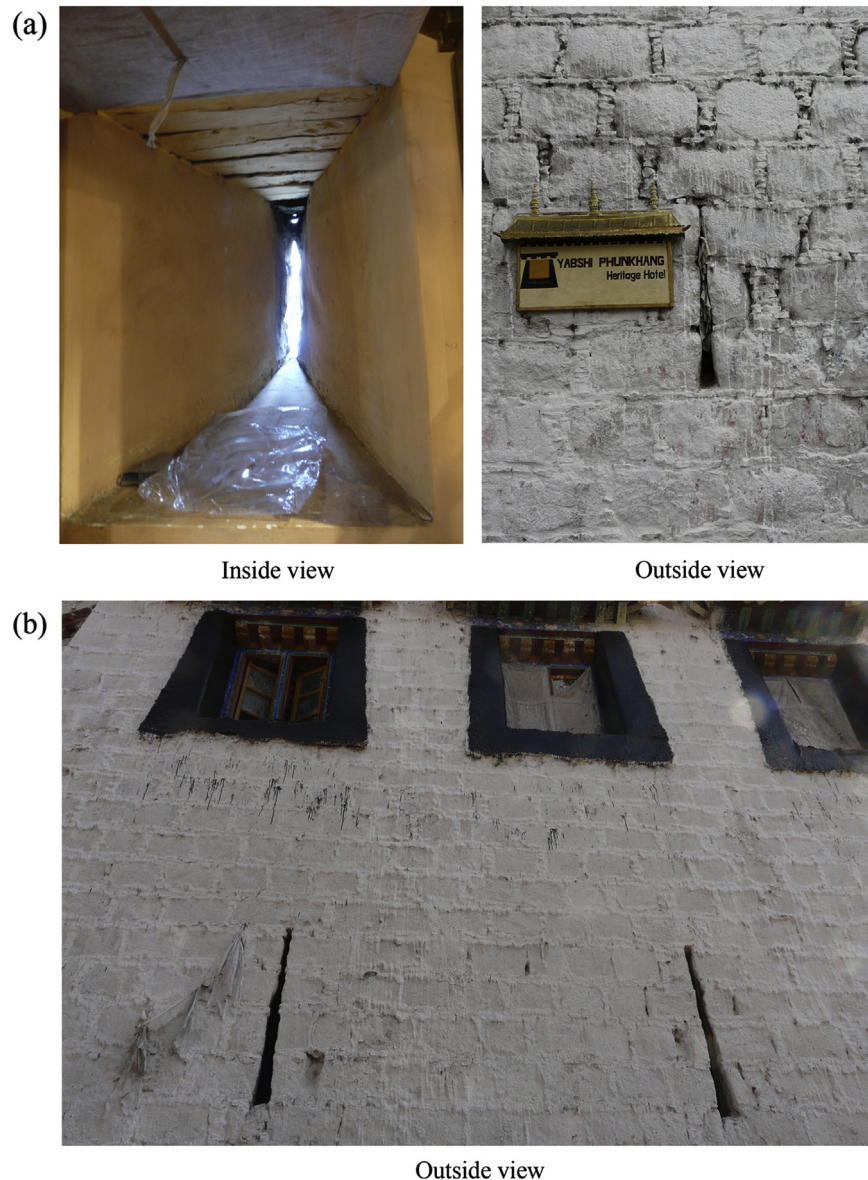 (a)
YABSHI PHUNKHANG
Heritage Hotel
Inside view
Outside view
(b)
Outside view